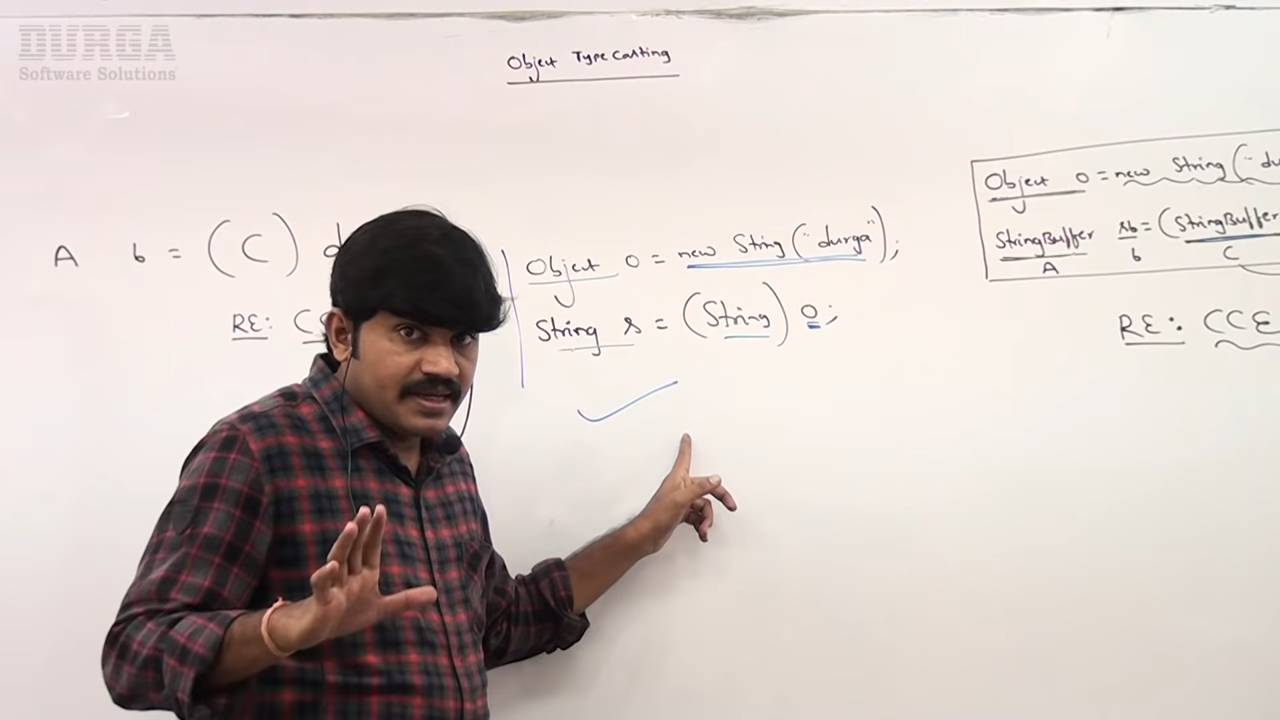 DURGA
Software Solutions
Object Type Casting
A b = (C) d
RE: C
Object o = new String("durga");
String s = (String) o;
Object o = new String("du
StringBuffer sb = (StringBuffer
A b C
RE: CCE